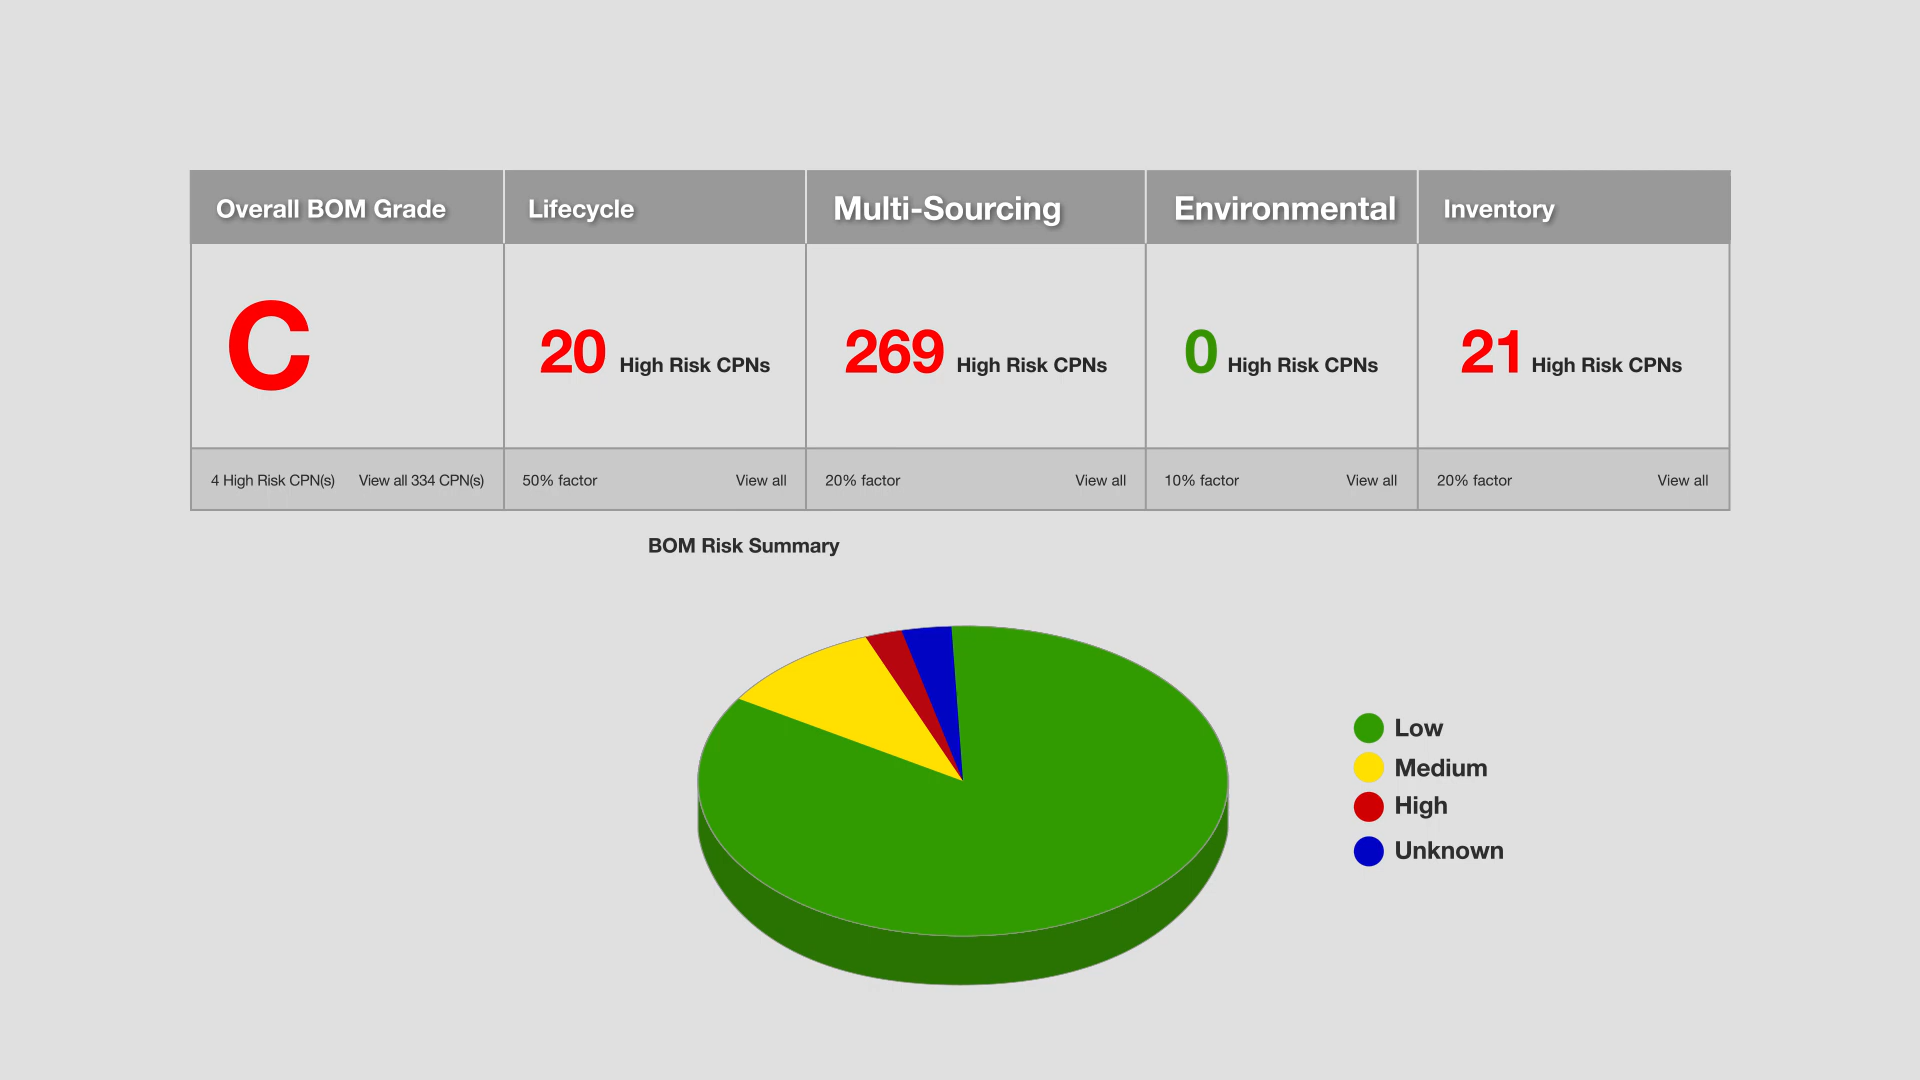 Overall BOM Grade
Lifecycle
Multi-Sourcing
Environmental
Inventory
C
20 High Risk CPNs
269 High Risk CPNs
0 High Risk CPNs
21 High Risk CPNs
4 High Risk CPN(s) View all 334 CPN(s)
50% factor View all
20% factor View all
10% factor View all
20% factor View all
BOM Risk Summary
Low
Medium
High
Unknown